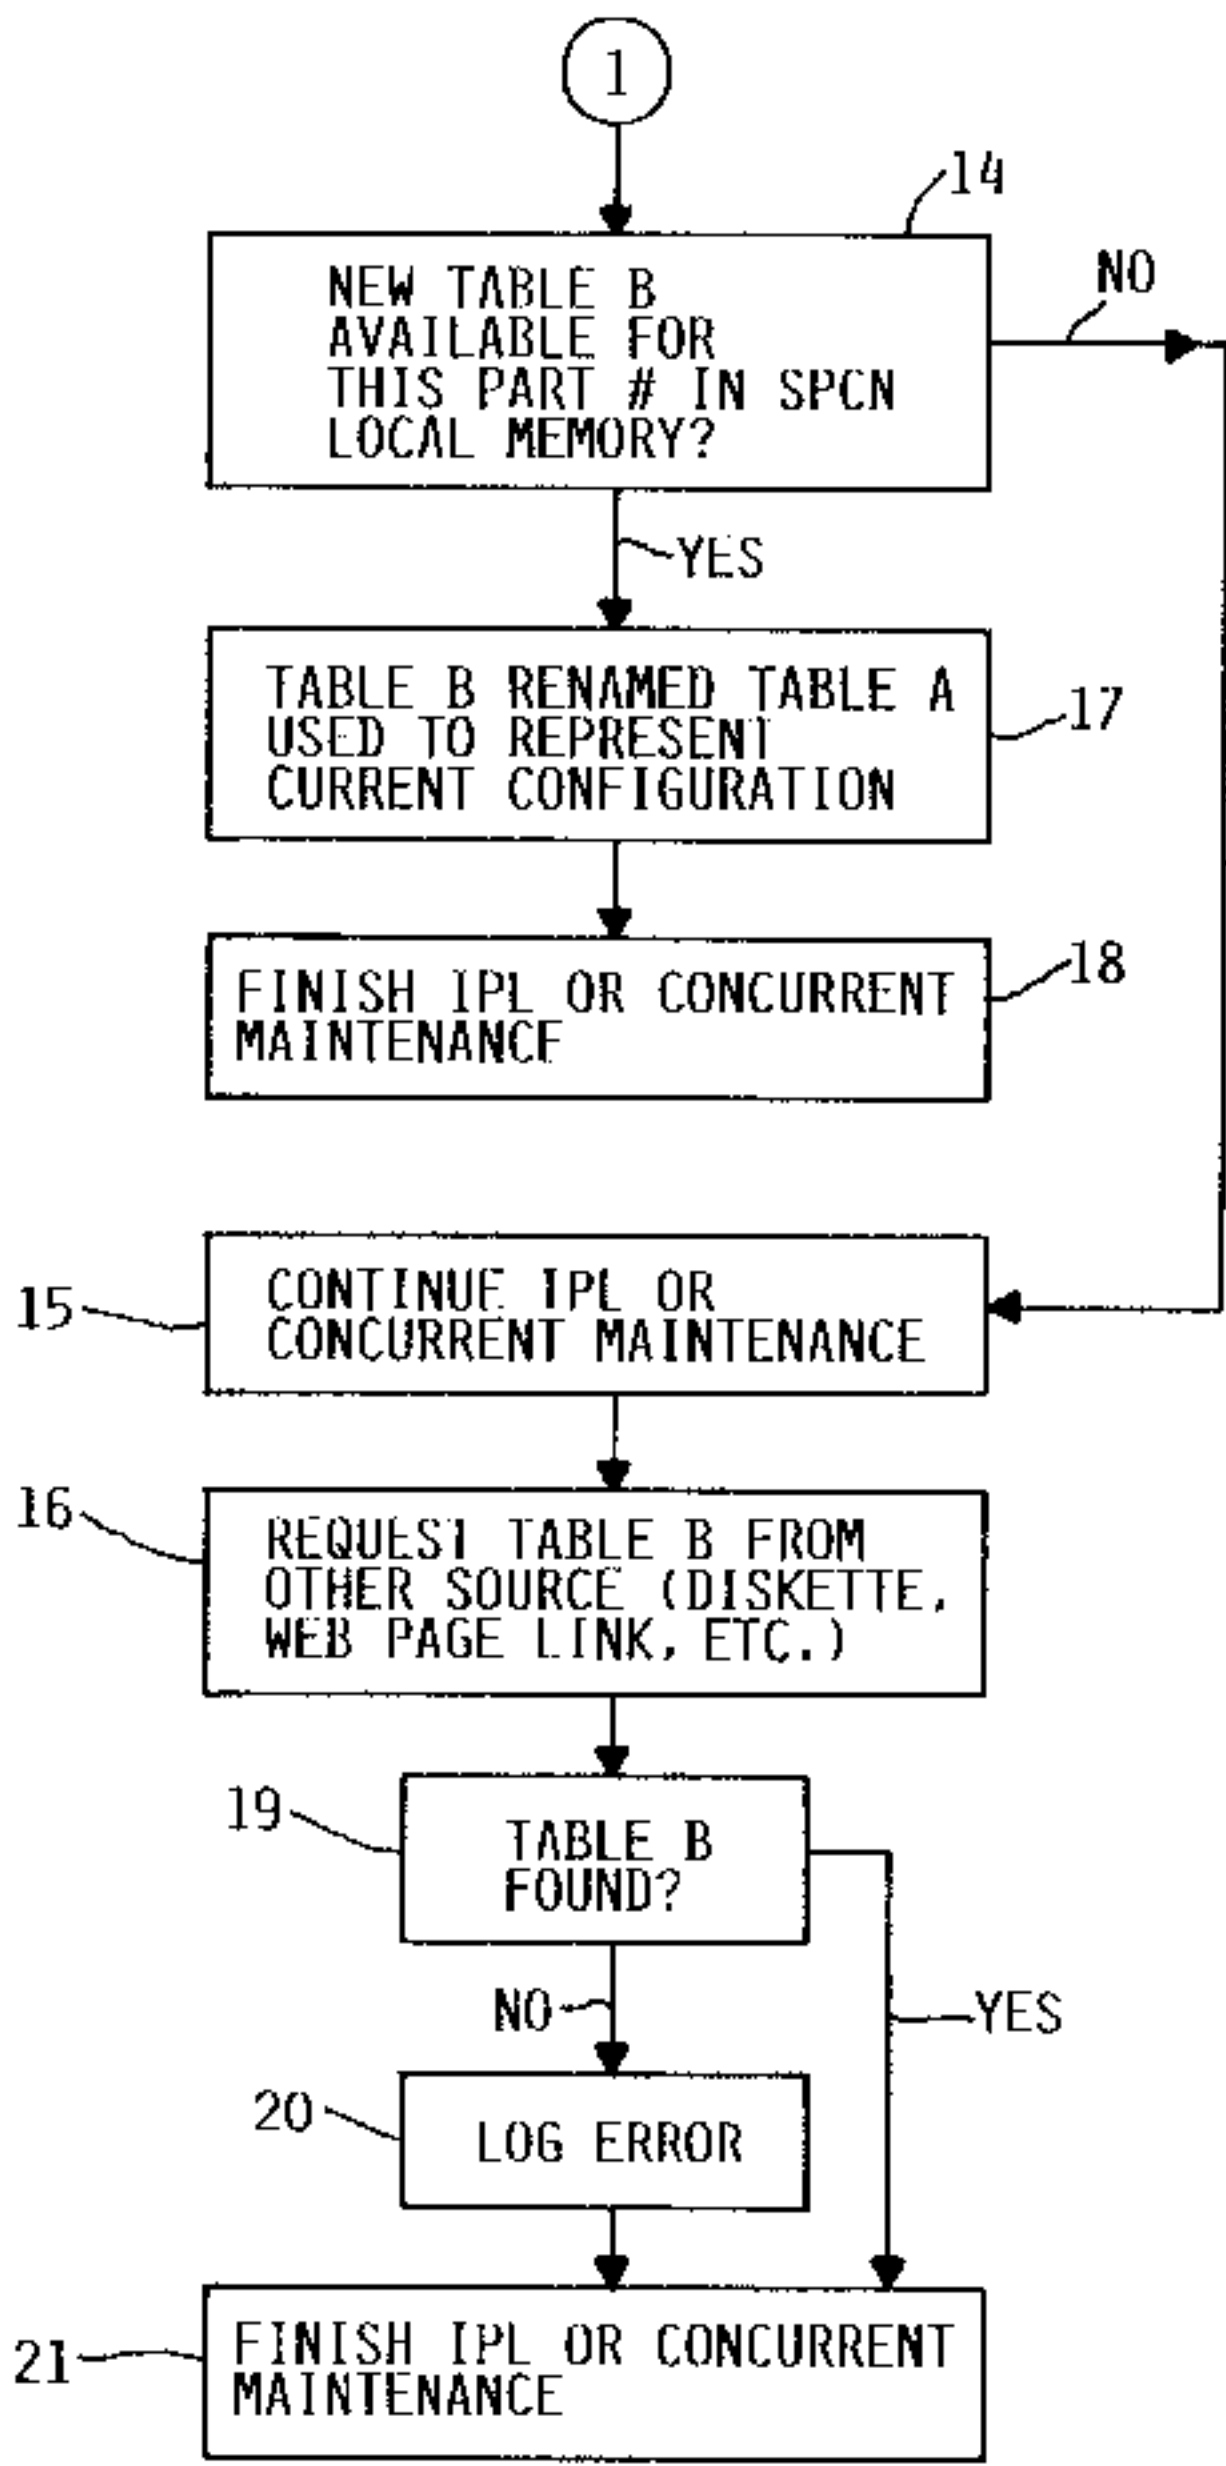 1
14
NEW TABLE B
AVAILABLE FOR
THIS PART # IN SPCN
LOCAL MEMORY?
NO
YES
TABLE B RENAMED TABLE A
USED TO REPRESENT
CURRENT CONFIGURATION
17
FINISH IPL OR CONCURRENT
MAINTENANCE
18
15
CONTINUE IPL OR
CONCURRENT MAINTENANCE
16
REQUEST TABLE B FROM
OTHER SOURCE (DISKETTE,
WEB PAGE LINK, ETC.)
19
TABLE B
FOUND?
NO
YES
20
LOG ERROR
21
FINISH IPL OR CONCURRENT
MAINTENANCE